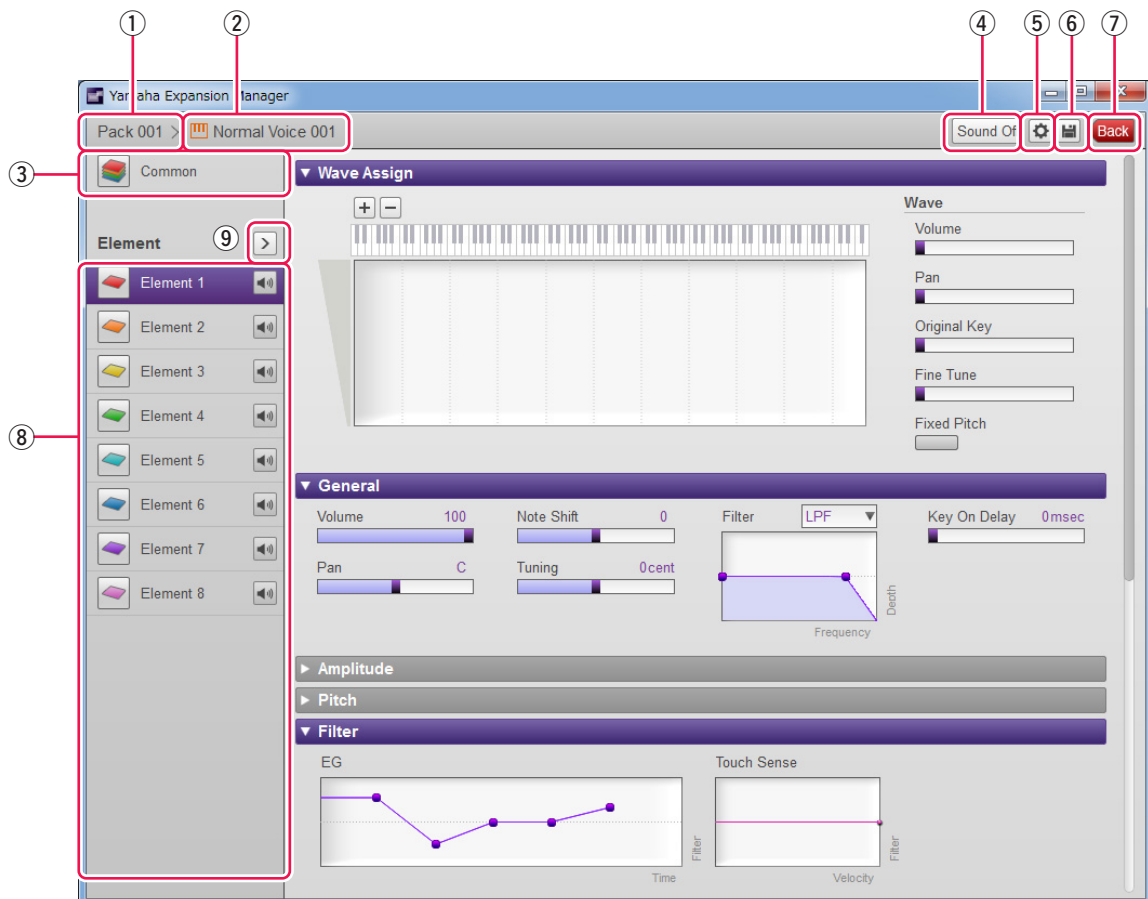 ① ② ④ ⑤ ⑥ ⑦
Yamaha Expansion Manager
Pack 001 > Normal Voice 001 Sound Of Back
③ Common
Wave Assign
+ −
Wave
Element ⑨ >
Volume
Element 1
Pan
Element 2
Original Key
Element 3
Fine Tune
Element 4
Fixed Pitch
⑧
Element 5
General
Element 6
Volume 100 Note Shift 0 Filter LPF Key On Delay 0msec
Element 7
Pan C Tuning 0cent
Element 8
Depth
Frequency
Amplitude
Pitch
Filter
EG Touch Sense
Filter Filter
Time Velocity